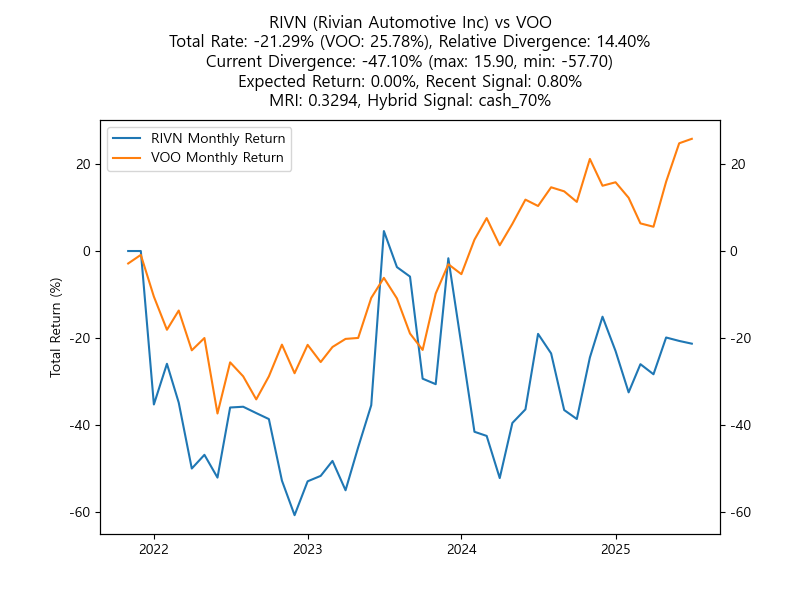 RIVN (Rivian Automotive Inc) vs VOO
Total Rate: -21.29% (VOO: 25.78%), Relative Divergence: 14.40%
Current Divergence: -47.10% (max: 15.90, min: -57.70)
Expected Return: 0.00%, Recent Signal: 0.80%
MRI: 0.3294, Hybrid Signal: cash_70%
RIVN Monthly Return
VOO Monthly Return
Total Return (%)
20
0
-20
-40
-60
20
0
-20
-40
-60
2022
2023
2024
2025